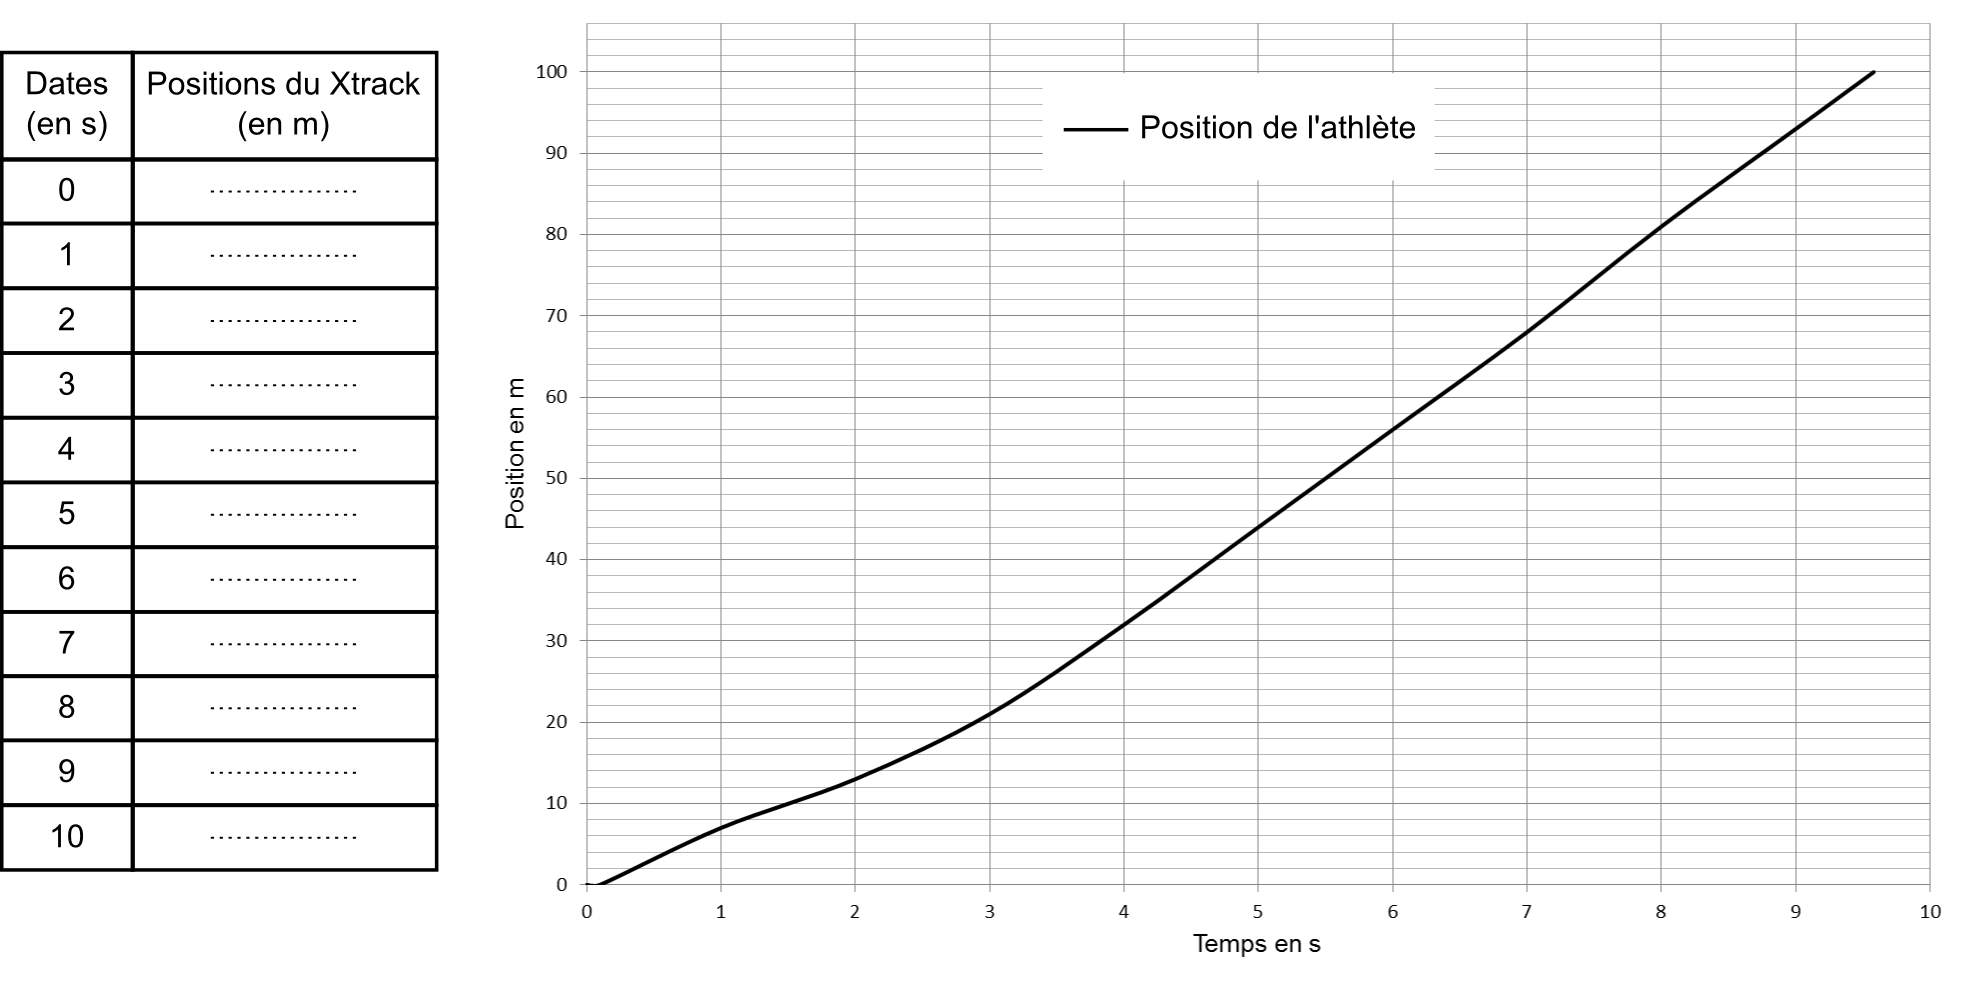 Dates
(en s)
Positions du Xtrack
(en m)
0 ................
1 ................
2 ................
3 ................
4 ................
5 ................
6 ................
7 ................
8 ................
9 ................
10 ................
Position en m
100
90
80
70
60
50
40
30
20
10
0
Position de l'athlète
0 1 2 3 4 5 6 7 8 9 10
Temps en s